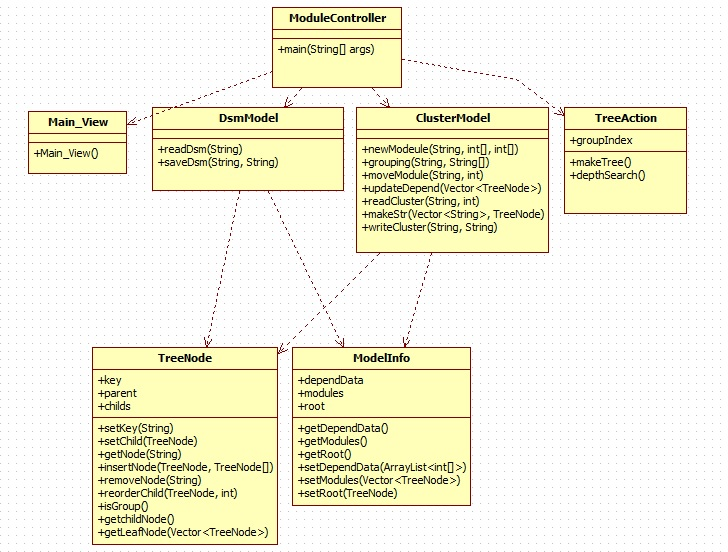 ModuleController
+main(String[] args)
Main_View
+Main_View()
DsmModel
+readDsm(String)
+saveDsm(String, String)
ClusterModel
+newModeule(String, int[], int[])
+grouping(String, String[])
+moveModule(String, int)
+updateDepend(Vector<TreeNode>)
+readCluster(String, int)
+makeStr(Vector<String>, TreeNode)
+writeCluster(String, String)
TreeAction
+groupIndex
+makeTree()
+depthSearch()
TreeNode
+key
+parent
+childs
+setKey(String)
+setChild(TreeNode)
+getNode(String)
+insertNode(TreeNode, TreeNode[])
+removeNode(String)
+reorderChild(TreeNode, int)
+isGroup()
+getchildNode()
+getLeafNode(Vector<TreeNode>)
ModelInfo
+dependData
+modules
+root
+getDependData()
+getModules()
+getRoot()
+setDependData(ArrayList<int[]>)
+setModules(Vector<TreeNode>)
+setRoot(TreeNode)